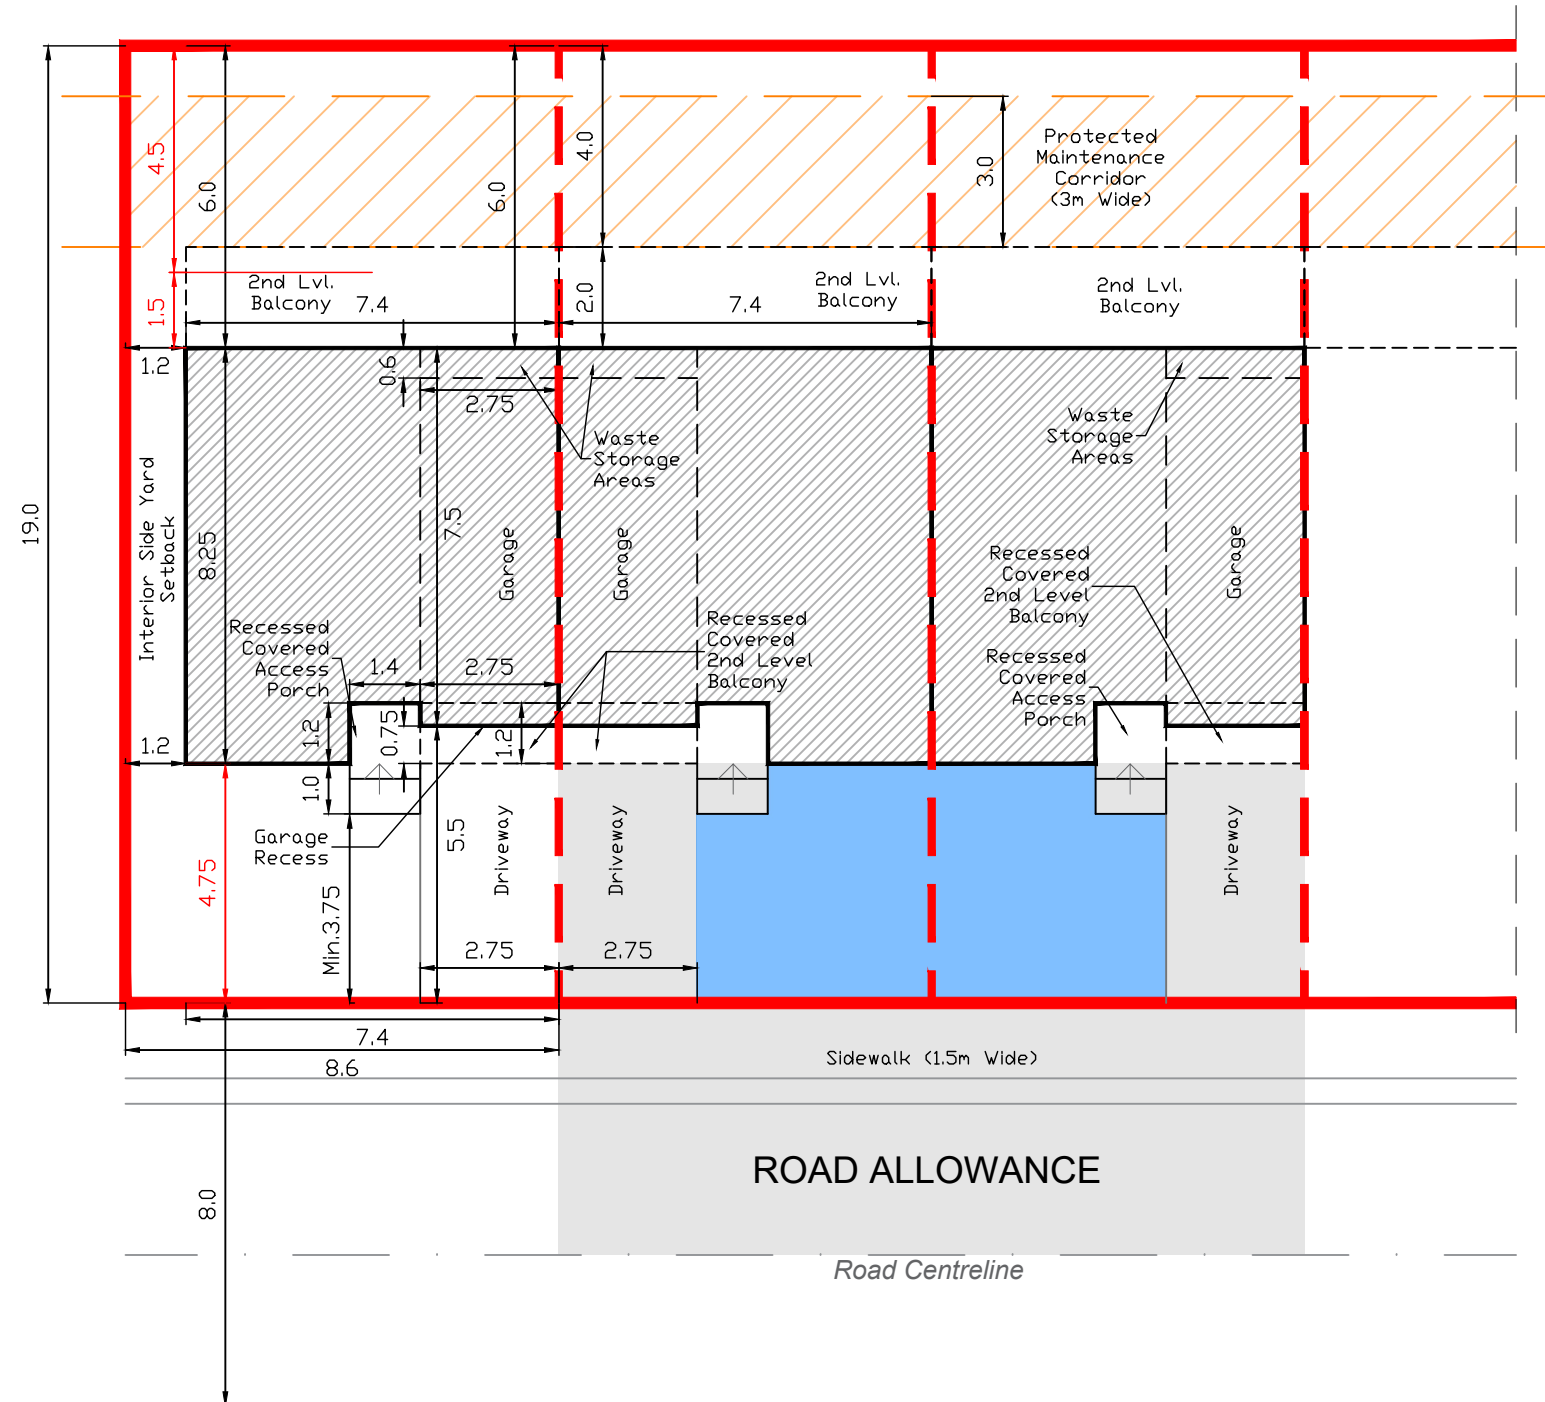 4.5
6.0
6.0
4.0
3.0
Protected
Maintenance
Corridor
(3m Wide)
1.5
2nd Lvl.
Balcony
7.4
2.0
7.4
2nd Lvl.
Balcony
2nd Lvl.
Balcony
1.2
0.6
2.75
Waste
Storage
Areas
Waste
Storage
Areas
19.0
Interior Side Yard
Setback
8.25
7.5
Garage
Garage
Garage
Recessed
Covered
2nd Level
Balcony
Recessed
Covered
Access
Porch
1.4
2.75
Recessed
Covered
2nd Level
Balcony
Recessed
Covered
Access
Porch
1.2
1.2
0.75
1.2
1.0
Garage
Recess
4.75
Min.3.75
5.5
Driveway
Driveway
Driveway
2.75
2.75
7.4
8.6
Sidewalk (1.5m Wide)
ROAD ALLOWANCE
8.0
Road Centreline